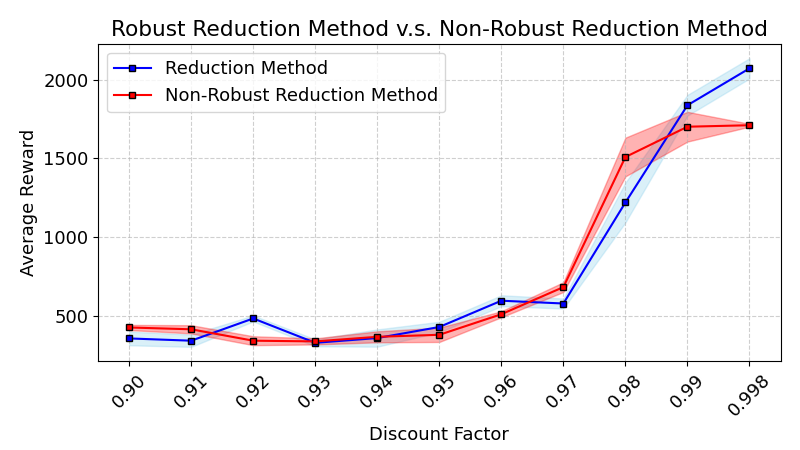 Robust Reduction Method v.s. Non-Robust Reduction Method
Reduction Method
Non-Robust Reduction Method
Average Reward
2000
1500
1000
500
0.90 0.91 0.92 0.93 0.94 0.95 0.96 0.97 0.98 0.99 0.998
Discount Factor